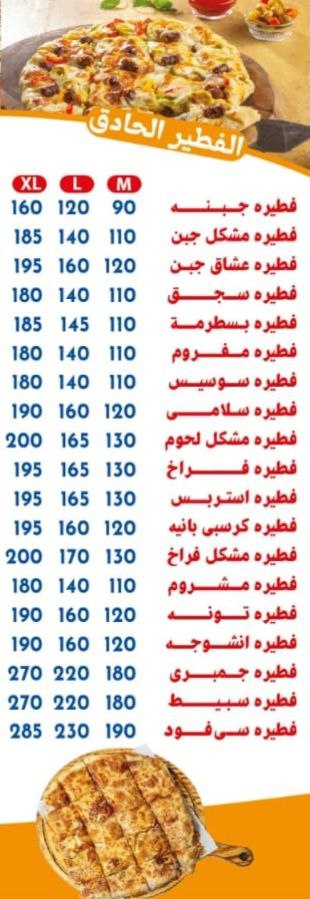 الفطير الحادق
M L XL
فطيره جبنه 90 120 160
فطيره مشكل جبن 110 140 185
فطيره عشاق جبن 120 160 195
فطيره سجق 110 140 180
فطيره بسطرمة 110 145 185
فطيره مفروم 110 140 180
فطيره سوسيس 110 140 180
فطيره سلامى 120 160 190
فطيره مشكل لحوم 130 165 200
فطيره فراخ 130 165 195
فطيره استربس 130 165 195
فطيره كرسبى بانيه 120 160 195
فطيره مشكل فراخ 130 170 200
فطيره مشروم 110 140 180
فطيره تونه 120 160 190
فطيره انشوجه 120 160 190
فطيره جمبرى 180 220 270
فطيره سبيط 180 220 270
فطيره سى فود 190 230 285